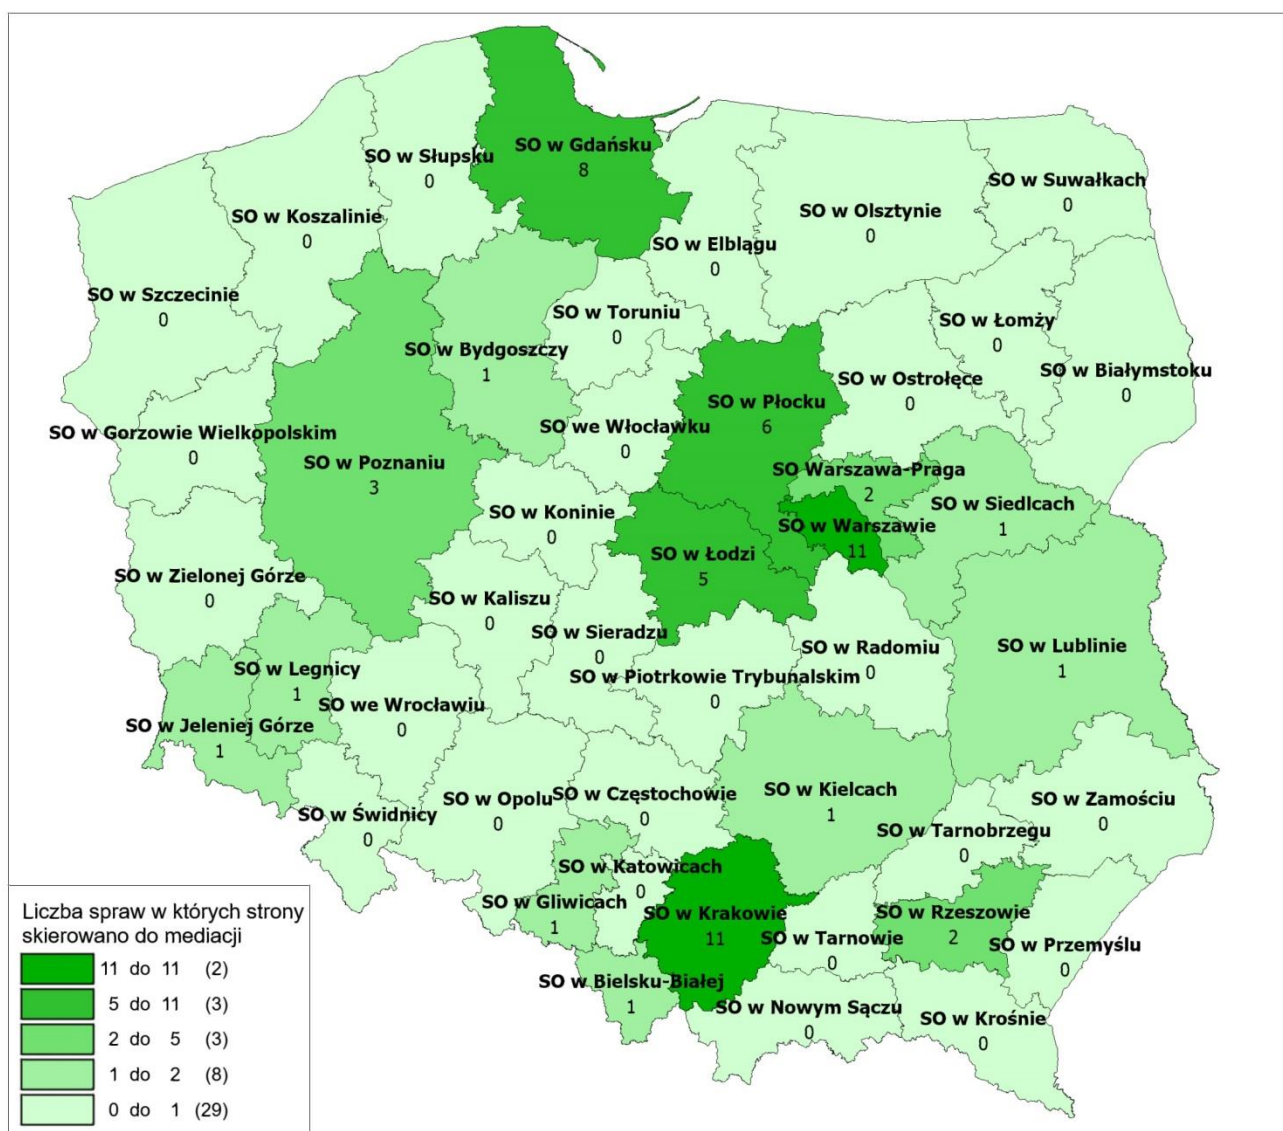 SO w Gdańsku
8
SO w Słupsku
0
SO w Suwałkach
0
SO w Koszalinie
0
SO w Olsztynie
0
SO w Elblągu
0
SO w Szczecinie
0
SO w Toruniu
0
SO w Łomży
0
SO w Bydgoszczy
1
SO w Białymstoku
0
SO w Ostrołęce
0
SO w Płocku
6
SO we Włocławku
0
SO w Gorzowie Wielkopolskim
0
SO w Poznaniu
3
SO Warszawa-Praga
2
SO w Siedlcach
1
SO w Koninie
0
SO w Warszawie
11
SO w Łodzi
5
SO w Zielonej Górze
0
SO w Kaliszu
0
SO w Sieradzu
0
SO w Radomiu
0
SO w Lublinie
1
SO w Legnicy
1
SO w Piotrkowie Trybunalskim
0
SO we Wrocławiu
0
SO w Jeleniej Górze
1
SO w Kielcach
1
SO w Częstochowie
0
SO w Opolu
0
SO w Zamościu
0
SO w Świdnicy
0
SO w Tarnobrzegu
0
SO w Katowicach
0
SO w Gliwicach
1
SO w Krakowie
11
SO w Rzeszowie
2
SO w Tarnowie
0
SO w Przemyślu
0
SO w Bielsku-Białej
1
SO w Nowym Sączu
0
SO w Krośnie
0
Liczba spraw w których strony
skierowano do mediacji
11 do 11 (2)
5 do 11 (3)
2 do 5 (3)
1 do 2 (8)
0 do 1 (29)